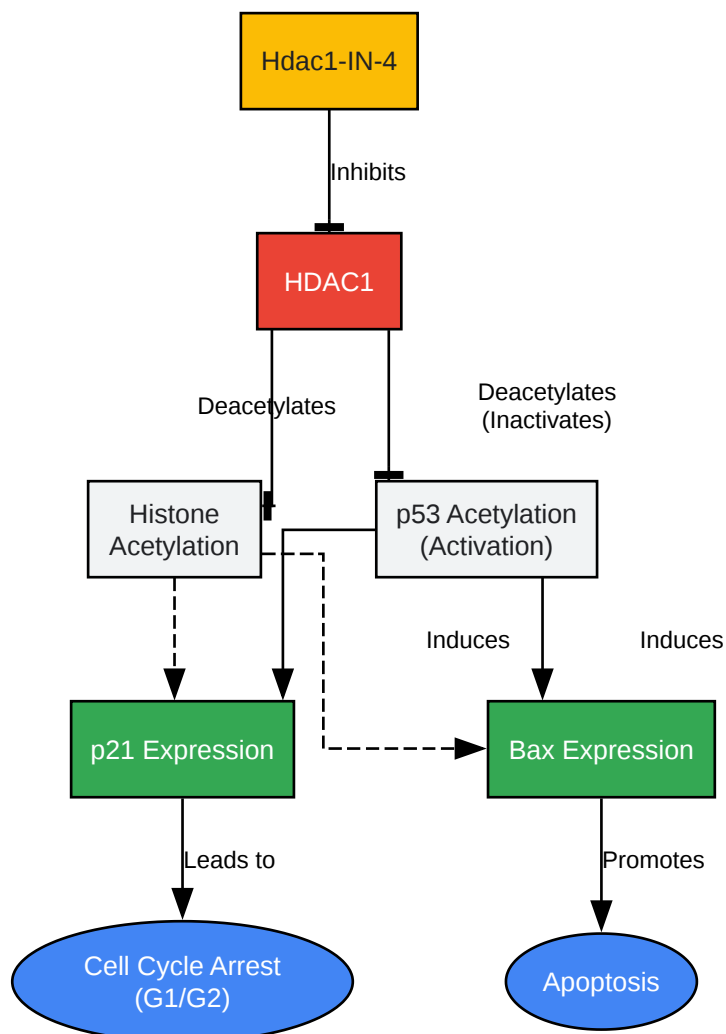 Hdac1-IN-4
Inhibits
HDAC1
Deacetylates
Deacetylates
(Inactivates)
Histone
Acetylation
p53 Acetylation
(Activation)
Induces
Induces
p21 Expression
Bax Expression
Leads to
Promotes
Cell Cycle Arrest
(G1/G2)
Apoptosis